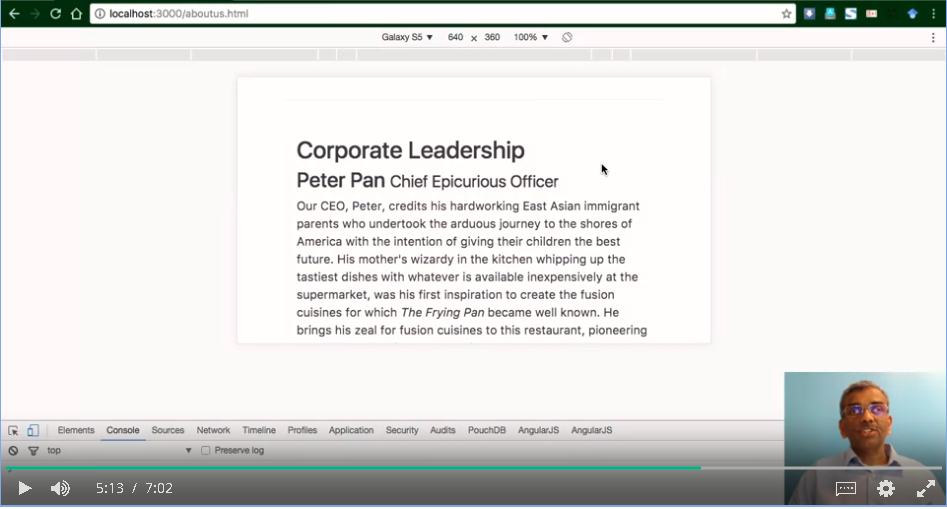 localhost:3000/aboutus.html
Galaxy S5 ▼ 640 x 360 100% ▼
Corporate Leadership
Peter Pan Chief Epicurious Officer
Our CEO, Peter, credits his hardworking East Asian immigrant
parents who undertook the arduous journey to the shores of
America with the intention of giving their children the best
future. His mother's wizardy in the kitchen whipping up the
tastiest dishes with whatever is available inexpensively at the
supermarket, was his first inspiration to create the fusion
cuisines for which The Frying Pan became well known. He
brings his zeal for fusion cuisines to this restaurant, pioneering
Elements Console Sources Network Timeline Profiles Application Security Audits PouchDB AngularJS AngularJS
top ▼ Preserve log
5:13 / 7:02